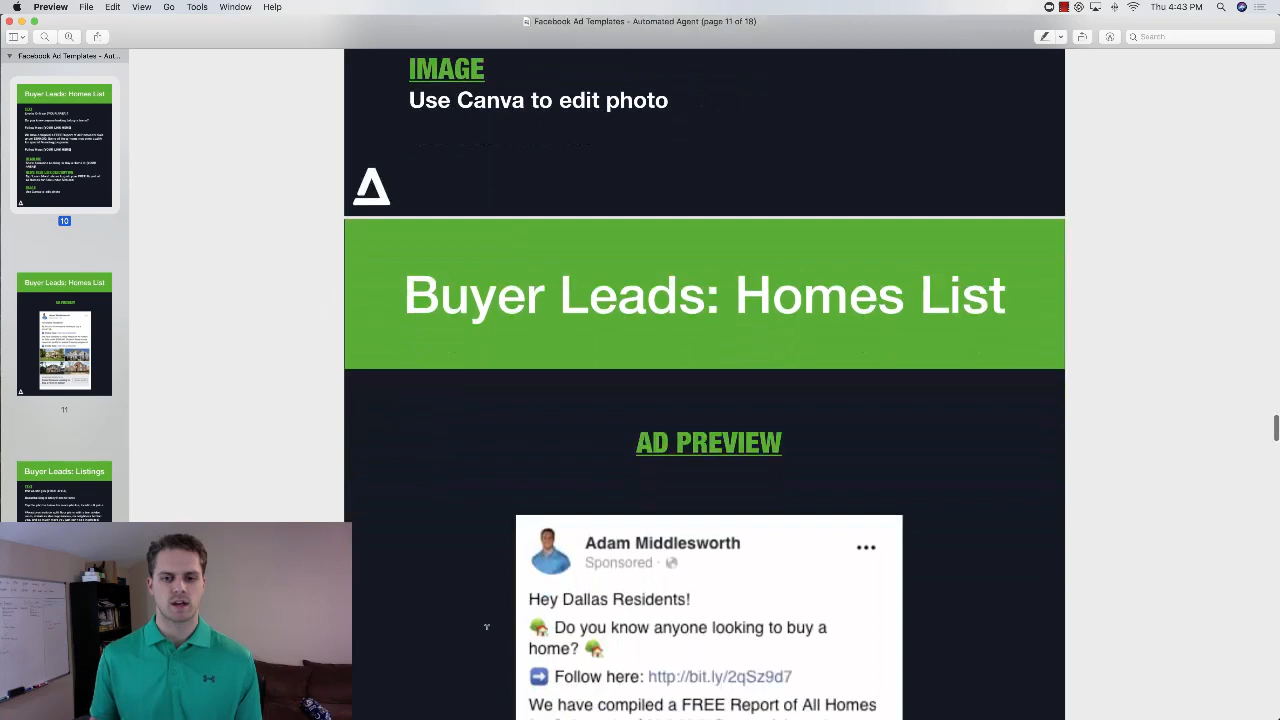 Preview File Edit View Go Tools Window Help
Thu 4:43 PM
Facebook Ad Templates - Automated Agent (page 11 of 18)
Search
Facebook Ad Templates - Aut...
Buyer Leads: Homes List
10
Buyer Leads: Homes List
AD PREVIEW
11
Buyer Leads: Listings
IMAGE
Use Canva to edit photo
Buyer Leads: Homes List
AD PREVIEW
Adam Middlesworth
Sponsored ·
Hey Dallas Residents!
Do you know anyone looking to buy a
home?
Follow here: http://bit.ly/2qSz9d7
We have compiled a FREE Report of All Homes